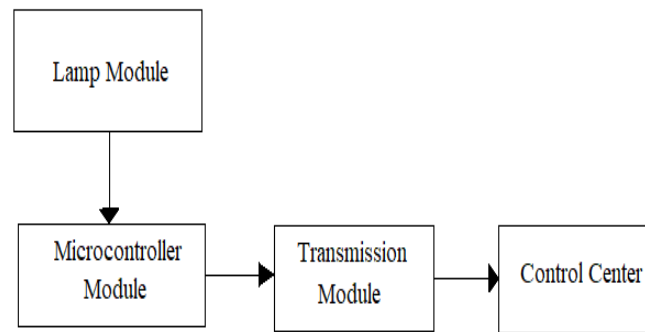 Lamp Module
Microcontroller
Module
Transmission
Module
Control Center